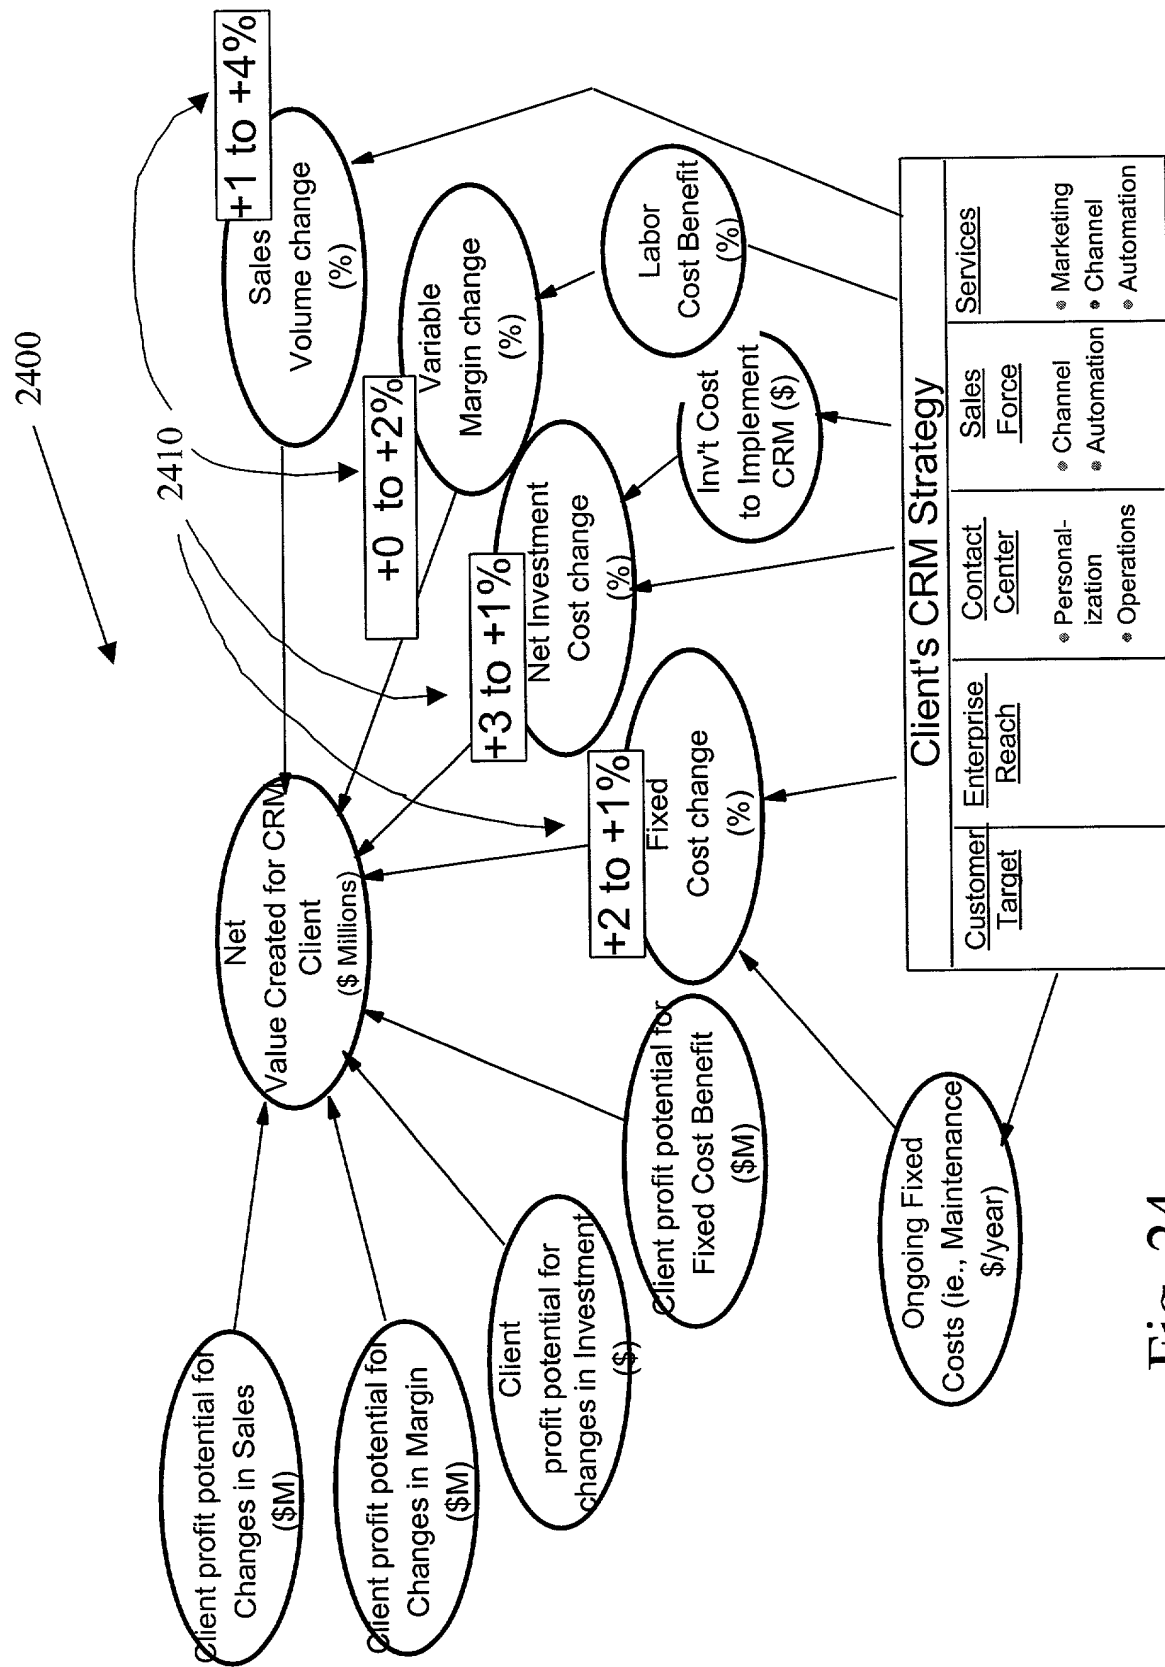 2400
2410
+1 to +4%
Sales
Volume change
(%)
+0 to +2%
Variable
Margin change
(%)
+3 to +1%
Net Investment
Cost change
(%)
+2 to +1%
Fixed
Cost change
(%)
Labor
Cost Benefit
(%)
Inv't Cost
to Implement
CRM ($)
Net
Value Created for CRM
Client
($ Millions)
Client profit potential for
Changes in Sales
($M)
Client profit potential for
Changes in Margin
($M)
Client
profit potential for
changes in Investment
($)
Client profit potential for
Fixed Cost Benefit
($M)
Ongoing Fixed
Costs (ie., Maintenance
$/year)
Client's CRM Strategy
Customer
Target
Enterprise
Reach
Contact
Center
• Personal-
ization
• Operations
Sales
Force
• Channel
• Automation
Services
• Marketing
• Channel
• Automation
Fig. 24